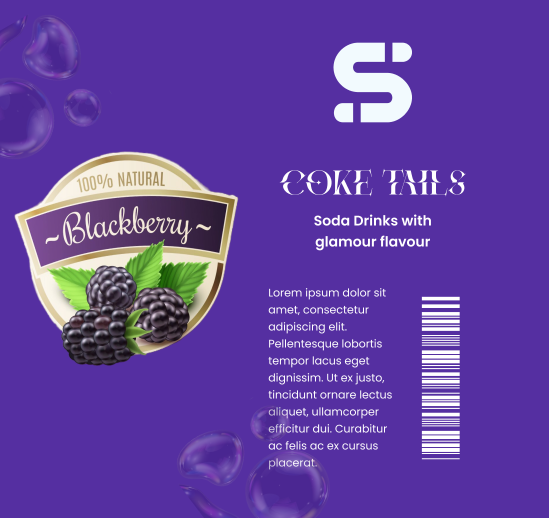 100% NATURAL
~Blackberry~
S
COKE TAILS
Soda Drinks with
glamour flavour
Lorem ipsum dolor sit
amet, consectetur
adipiscing elit.
Pellentesque lobortis
tempor lacus eget
dignissim. Ut ex justo,
tincidunt ornare lectus
aliquet, ullamcorper
efficitur dui. Curabitur
ac felis ac ex cursus
placerat.